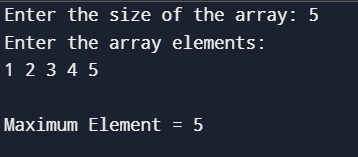 Enter the size of the array: 5
Enter the array elements:
1 2 3 4 5
Maximum Element = 5